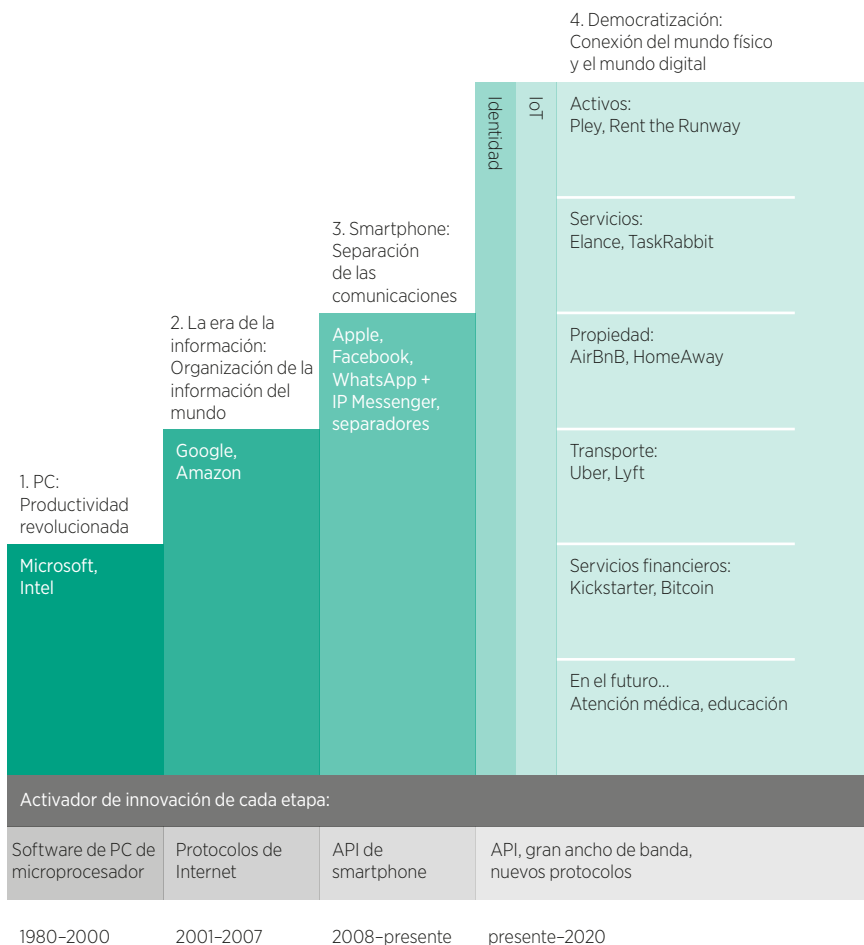 4. Democratización:
Conexión del mundo físico
y el mundo digital
Identidad
IoT
Activos:
Pley, Rent the Runway
Servicios:
Elance, TaskRabbit
Propiedad:
AirBnB, HomeAway
Transporte:
Uber, Lyft
Servicios financieros:
Kickstarter, Bitcoin
En el futuro...
Atención médica, educación
3. Smartphone:
Separación
de las
comunicaciones
Apple,
Facebook,
WhatsApp +
IP Messenger,
separadores
2. La era de la
información:
Organización de la
información del
mundo
Google,
Amazon
1. PC:
Productividad
revolucionada
Microsoft,
Intel
Activador de innovación de cada etapa:
Software de PC de
microprocesador
Protocolos de
Internet
API de
smartphone
API, gran ancho de banda,
nuevos protocolos
1980–2000
2001–2007
2008–presente
presente–2020